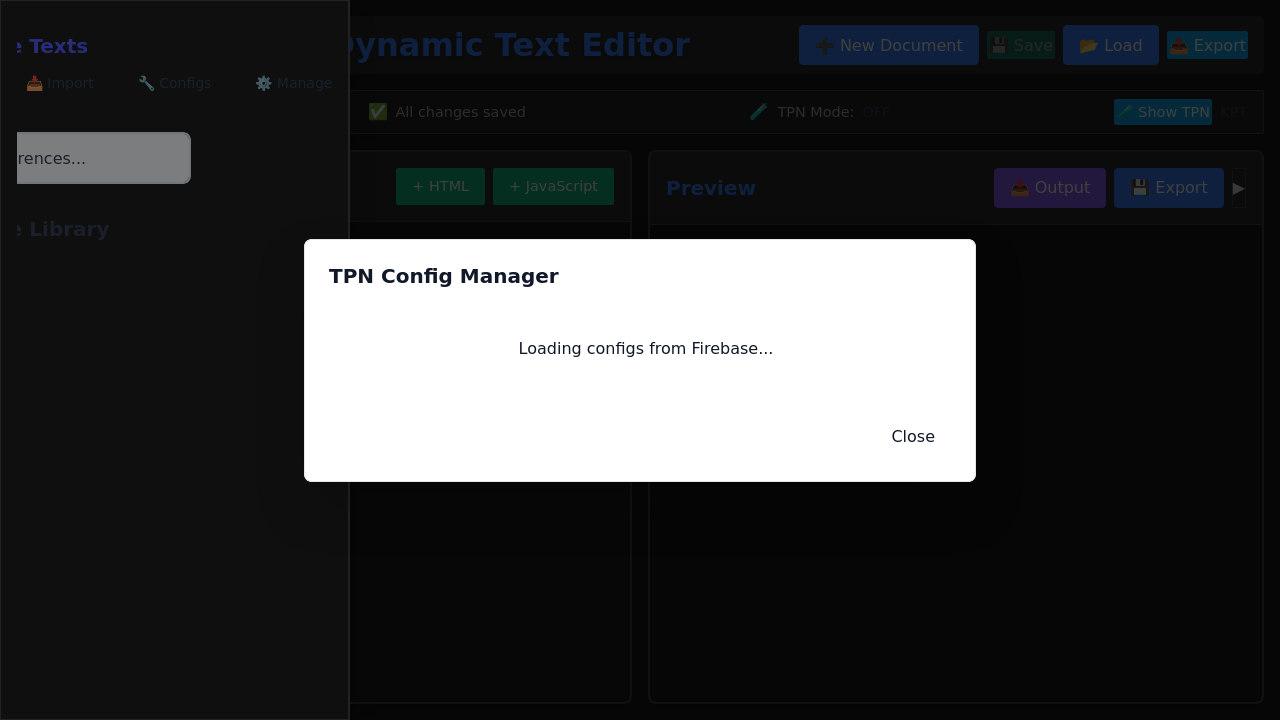 e Texts
📥 Import
🔧 Configs
⚙️ Manage
rences...
e Library
Dynamic Text Editor
➕ New Document
💾 Save
📂 Load
📤 Export
✅ All changes saved
🧪 TPN Mode: OFF
🧪 Show TPN
KPT
+ HTML
+ JavaScript
Preview
📤 Output
💾 Export
▶
TPN Config Manager
Loading configs from Firebase...
Close